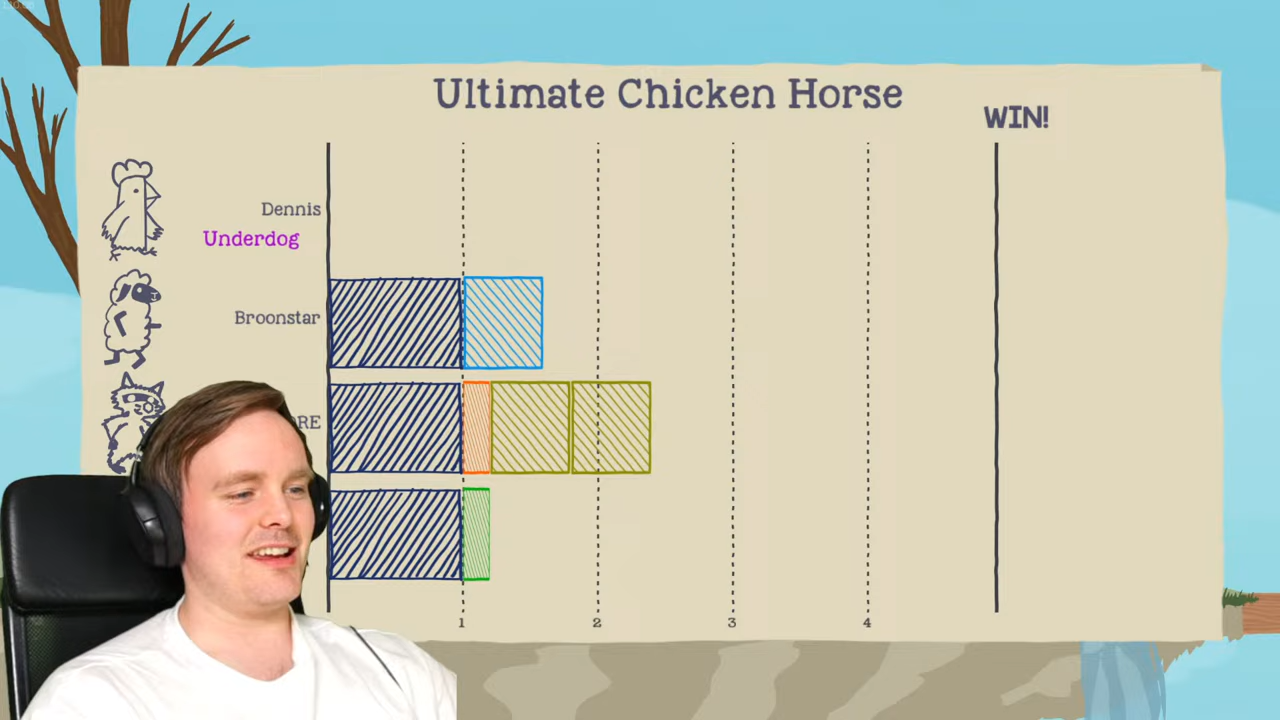 Ultimate Chicken Horse
WIN!
Dennis
Underdog
Broonstar
1 2 3 4